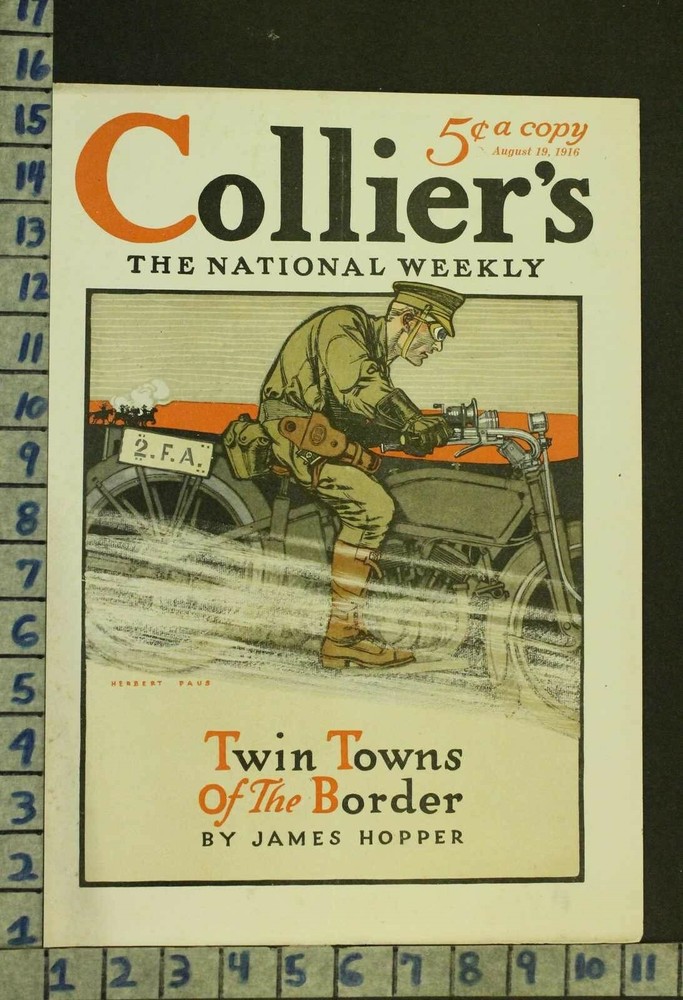 17
16
15
14
13
12
11
10
9
8
7
6
5
4
3
2
1
5¢ a copy
August 19, 1916
Collier's
THE NATIONAL WEEKLY
2.F.A.
HERBERT PAUS
Twin Towns
Of The Border
BY JAMES HOPPER
1 2 3 4 5 6 7 8 9 10 11